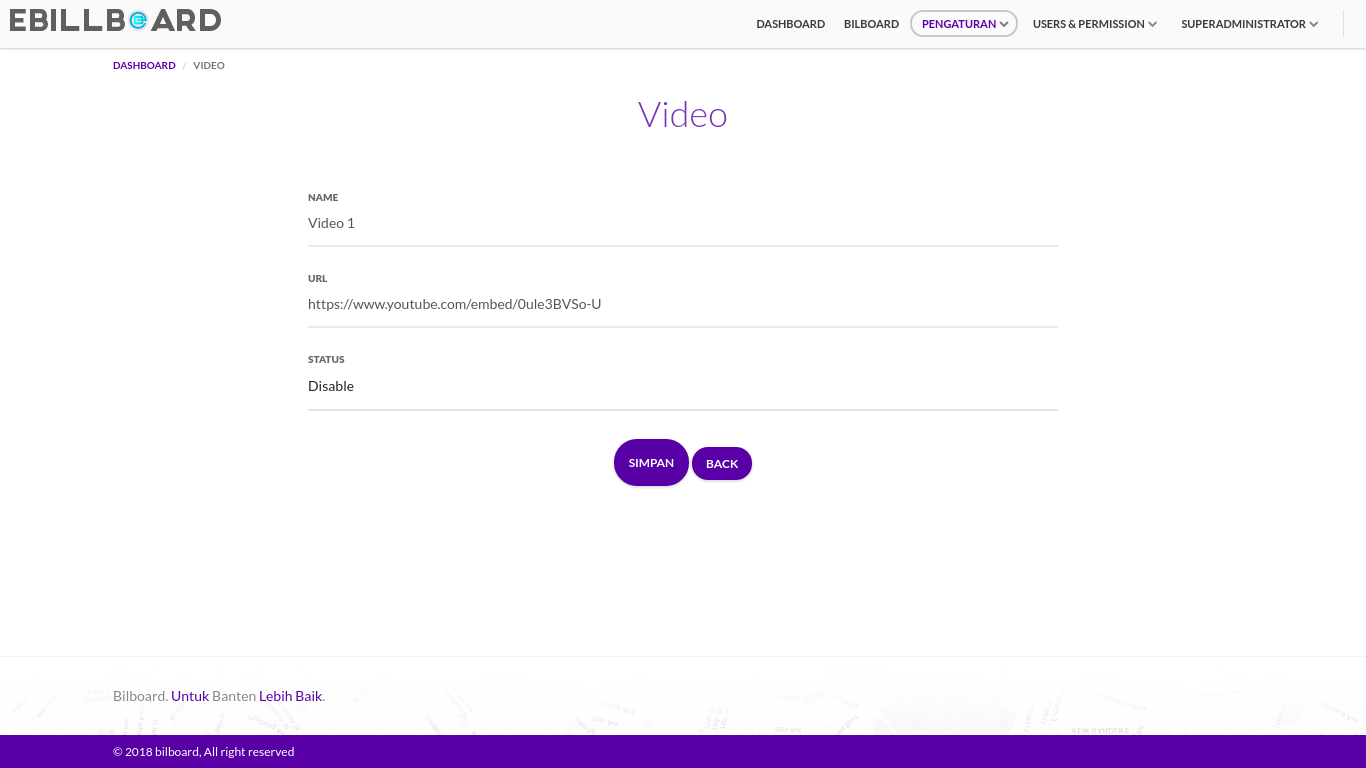 EBILLBOARD
DASHBOARD BILBOARD PENGATURAN USERS & PERMISSION SUPERADMINISTRATOR
DASHBOARD / VIDEO
Video
NAME
Video 1
URL
https://www.youtube.com/embed/0ule3BVSo-U
STATUS
Disable
SIMPAN BACK
Bilboard. Untuk Banten Lebih Baik.
© 2018 bilboard, All right reserved